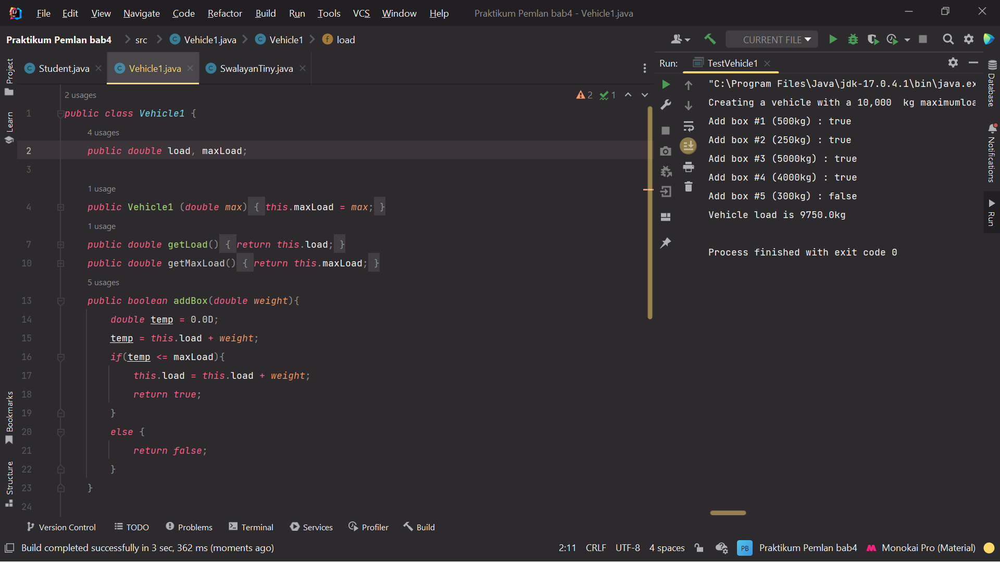 File Edit View Navigate Code Refactor Build Run Tools VCS Window Help Praktikum Pemlan bab4 - Vehicle1.java
Praktikum Pemlan bab4 src Vehicle1.java Vehicle1 load CURRENT FILE
Student.java Vehicle1.java SwalayanTiny.java
Run: TestVehicle1
Project
Learn
Bookmarks
Structure
2 usages
2 1
1 public class Vehicle1 {
4 usages
2 public double load, maxLoad;
3
1 usage
4 public Vehicle1 (double max) { this.maxLoad = max; }
1 usage
7 public double getLoad() { return this.load; }
10 public double getMaxLoad() { return this.maxLoad; }
5 usages
13 public boolean addBox(double weight){
14 double temp = 0.0D;
15 temp = this.load + weight;
16 if(temp <= maxLoad){
17 this.load = this.load + weight;
18 return true;
19 }
20 else {
21 return false;
22 }
23 }
24
"C:\Program Files\Java\jdk-17.0.4.1\bin\java.ex
Creating a vehicle with a 10,000  kg maximumloa
Add box #1 (500kg) : true
Add box #2 (250kg) : true
Add box #3 (5000kg) : true
Add box #4 (4000kg) : true
Add box #5 (300kg) : false
Vehicle load is 9750.0kg
Process finished with exit code 0
Database
Notifications
Run
Version Control TODO Problems Terminal Services Profiler Build
Build completed successfully in 3 sec, 362 ms (moments ago) 2:11 CRLF UTF-8 4 spaces PB Praktikum Pemlan bab4 Monokai Pro (Material)